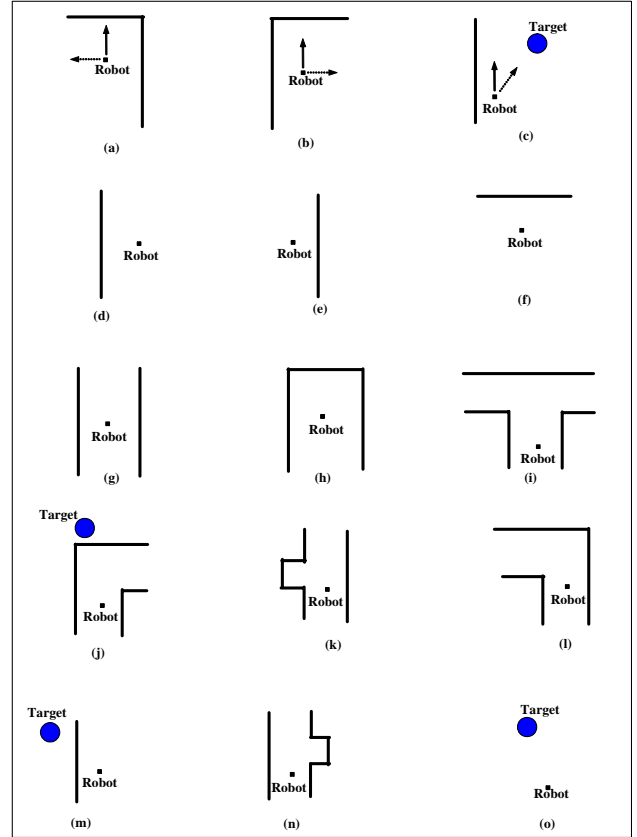 Target
Robot
Robot
Robot
(a)
(b)
(c)
Robot
Robot
Robot
(d)
(e)
(f)
Robot
Robot
Robot
(g)
(h)
(i)
Target
Robot
Robot
Robot
(j)
(k)
(l)
Target
Target
Robot
Robot
Robot
(m)
(n)
(o)